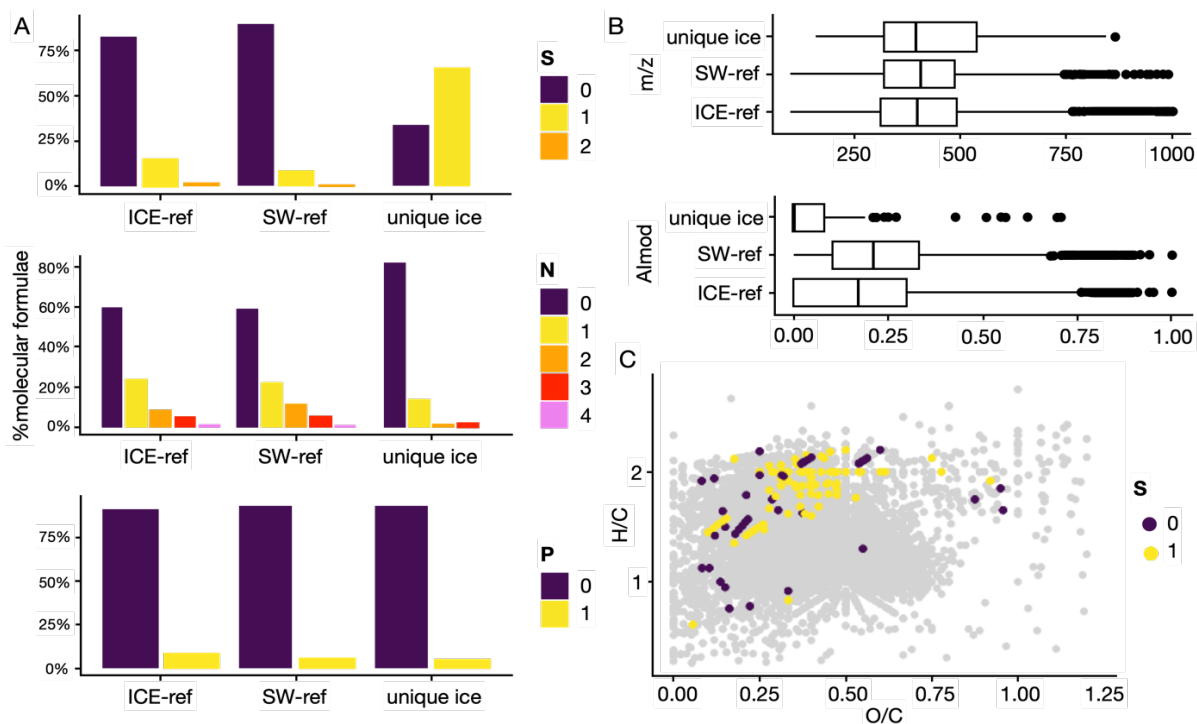 A
75%
50%
25%
0%
ICE-ref SW-ref unique ice
S
0
1
2
%molecular formulae
80%
60%
40%
20%
0%
ICE-ref SW-ref unique ice
N
0
1
2
3
4
75%
50%
25%
0%
ICE-ref SW-ref unique ice
P
0
1
B
m/z
unique ice
SW-ref
ICE-ref
250 500 750 1000
AImod
unique ice
SW-ref
ICE-ref
0.00 0.25 0.50 0.75 1.00
C
H/C
2
1
0.00 0.25 0.50 0.75 1.00 1.25
O/C
S
0
1